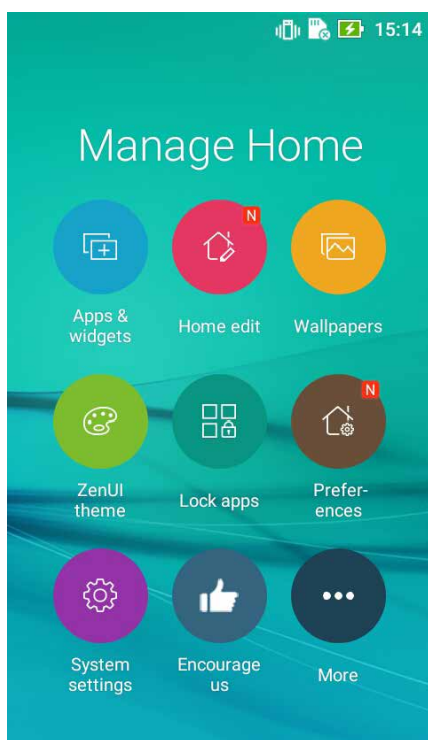 15:14
Manage Home
N
Apps &
widgets
Home edit
Wallpapers
N
ZenUI
theme
Lock apps
Prefer-
ences
System
settings
Encourage
us
More